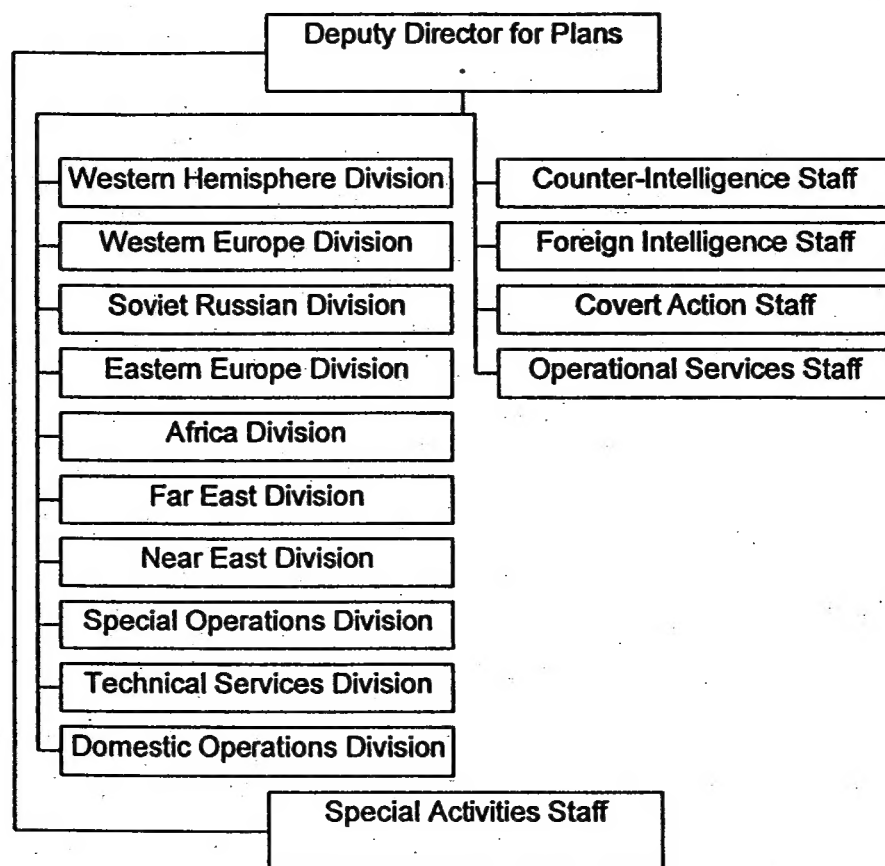 Deputy Director for Plans
Western Hemisphere Division
Western Europe Division
Soviet Russian Division
Eastern Europe Division
Africa Division
Far East Division
Near East Division
Special Operations Division
Technical Services Division
Domestic Operations Division
Counter-Intelligence Staff
Foreign Intelligence Staff
Covert Action Staff
Operational Services Staff
Special Activities Staff